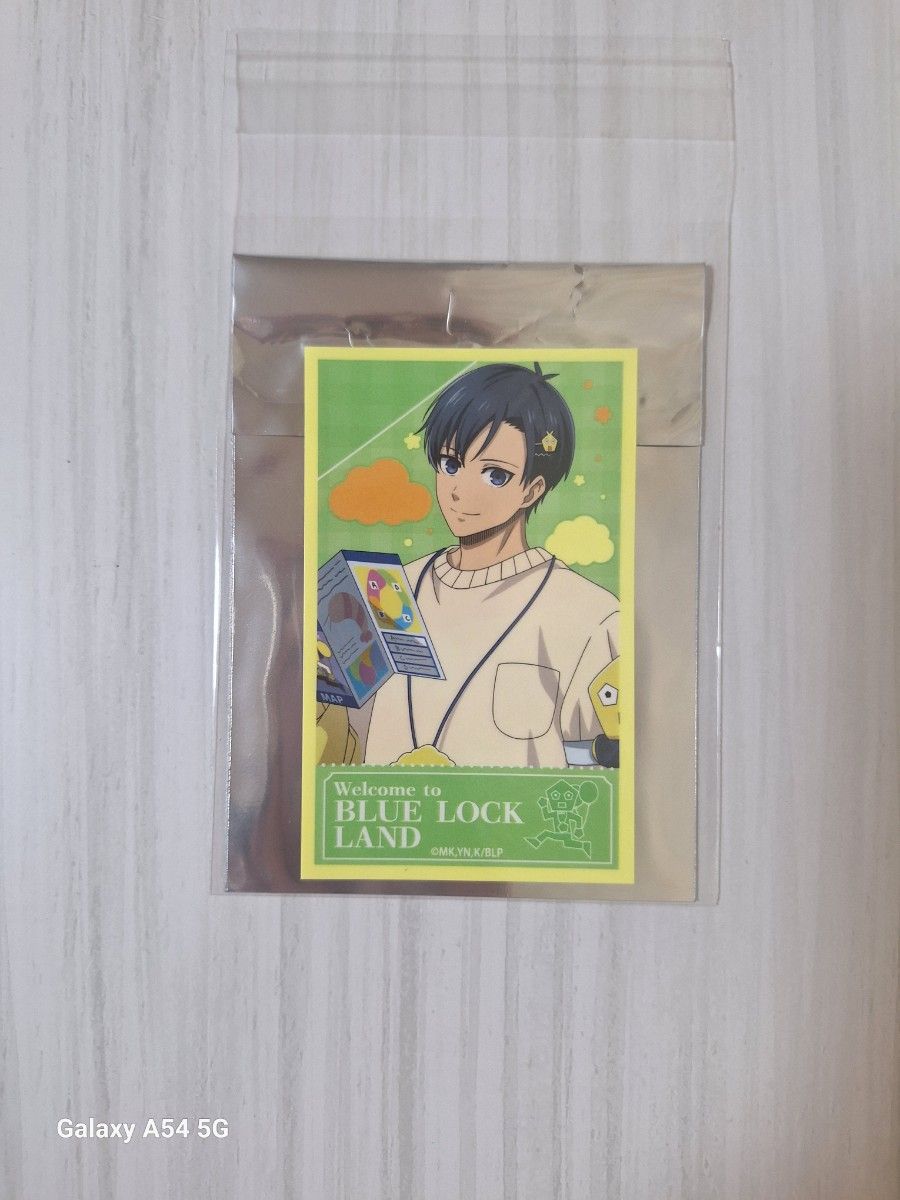 A
D
C
MAP
Welcome to
BLUE LOCK
LAND
©MK,YN,K/BLP
Galaxy A54 5G